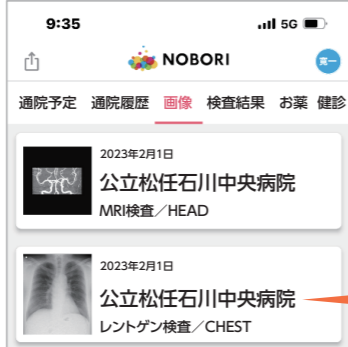 9:35
5G
NOBORI
寛一
通院予定 通院履歴 画像 検査結果 お薬 健診
2023年2月1日
公立松任石川中央病院
MRI検査／HEAD
2023年2月1日
公立松任石川中央病院
レントゲン検査／CHEST